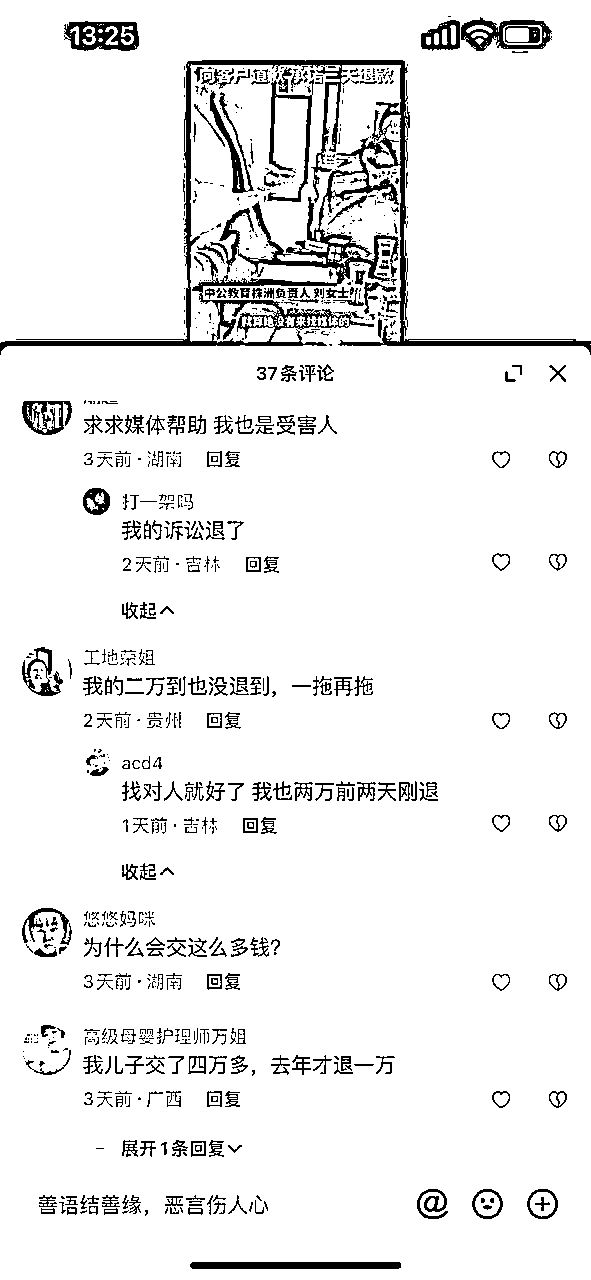 13:25
向客户道歉 承诺三天退款
中公教育株洲负责人 刘女士
37条评论
求求媒体帮助 我也是受害人
3天前·湖南 回复
打一架吗
我的诉讼退了
2天前·吉林 回复
收起
工地荣姐
我的二万到也没退到，一拖再拖
2天前·贵州 回复
acd4
找对人就好了 我也两万前两天刚退
1天前·吉林 回复
收起
悠悠妈咪
为什么会交这么多钱？
3天前·湖南 回复
高级母婴护理师万姐
我儿子交了四万多，去年才退一万
3天前·广西 回复
展开1条回复
善语结善缘，恶言伤人心